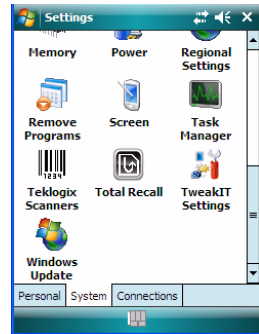 Settings
Memory Power Regional
Settings
Remove Screen Task
Programs Manager
1234
Teklogix Total Recall TweakIT
Scanners Settings
Windows
Update
Personal System Connections